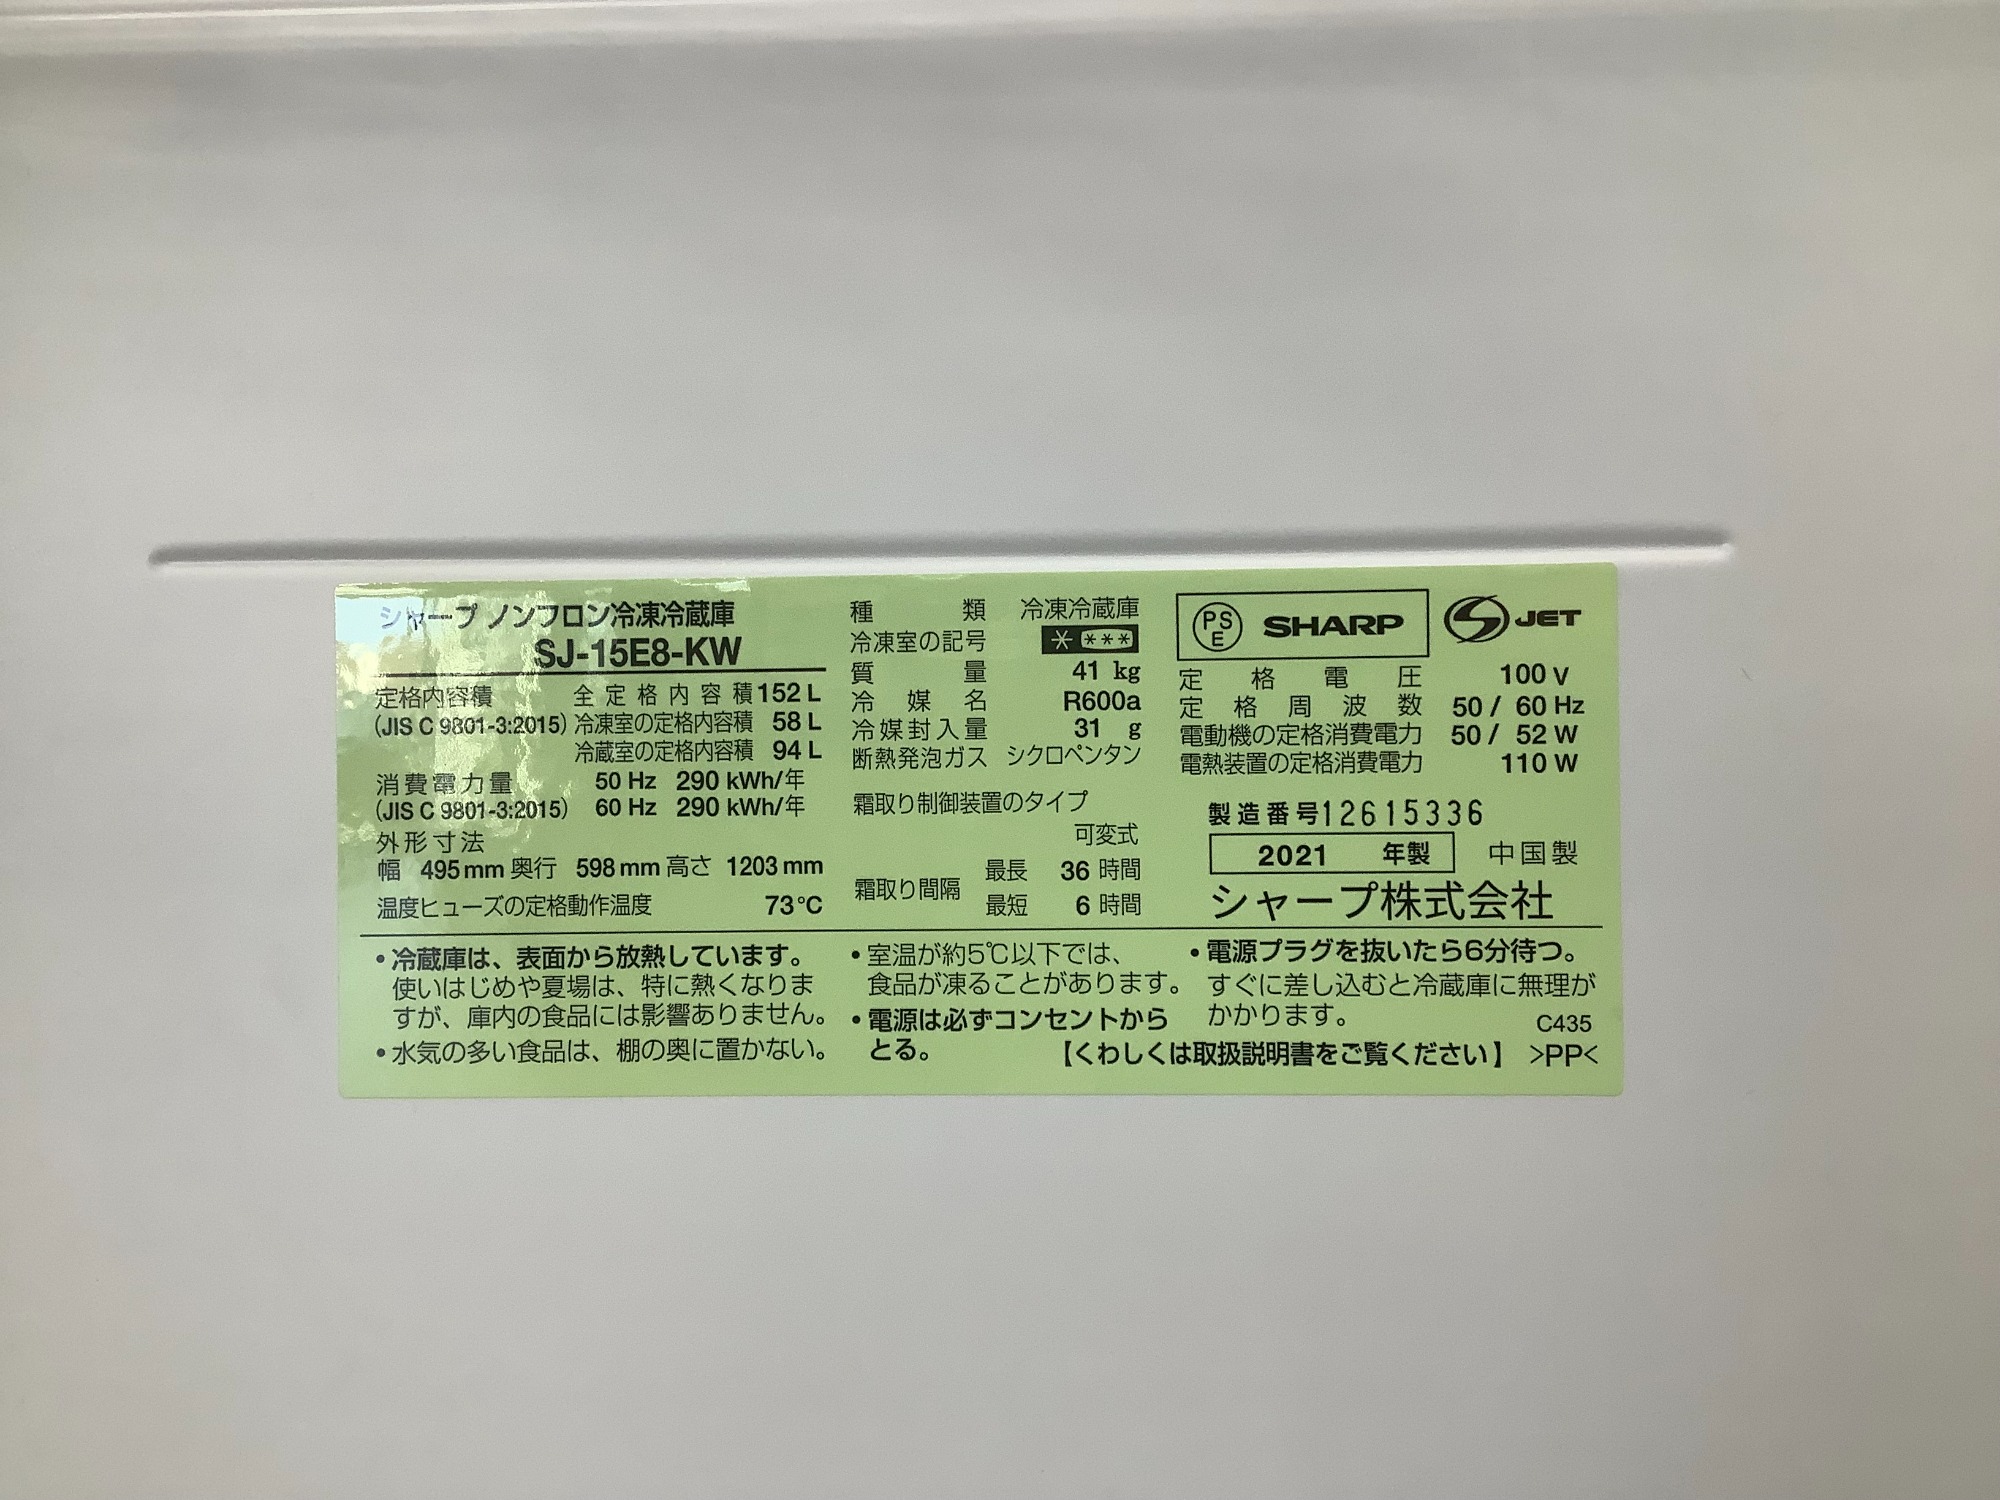 シャープ ノンフロン冷凍冷蔵庫
SJ-15E8-KW
定格内容積 全定格内容積 152 L
(JIS C 9801-3:2015) 冷凍室の定格内容積 58 L
冷蔵室の定格内容積 94 L
消費電力量 50 Hz 290 kWh/年
(JIS C 9801-3:2015) 60 Hz 290 kWh/年
外形寸法
幅 495 mm 奥行 598 mm 高さ 1203 mm
温度ヒューズの定格動作温度 73℃
種類 冷凍冷蔵庫
冷凍室の記号 * ***
質量 41 kg
冷媒名 R600a
冷媒封入量 31 g
断熱発泡ガス シクロペンタン
霜取り制御装置のタイプ
可変式
霜取り間隔 最長 36 時間
最短 6 時間
PS E SHARP JET
定格電圧 100 V
定格周波数 50 / 60 Hz
電動機の定格消費電力 50 / 52 W
電熱装置の定格消費電力 110 W
製造番号 12615336
2021 年製 中国製
シャープ株式会社
・冷蔵庫は、表面から放熱しています。
使いはじめや夏場は、特に熱くなりま
すが、庫内の食品には影響ありません。
・水気の多い食品は、棚の奥に置かない。
・室温が約5℃以下では、
食品が凍ることがあります。
・電源は必ずコンセントから
とる。
・電源プラグを抜いたら6分待つ。
すぐに差し込むと冷蔵庫に無理が
かかります。
C435
【くわしくは取扱説明書をご覧ください】 >PP<